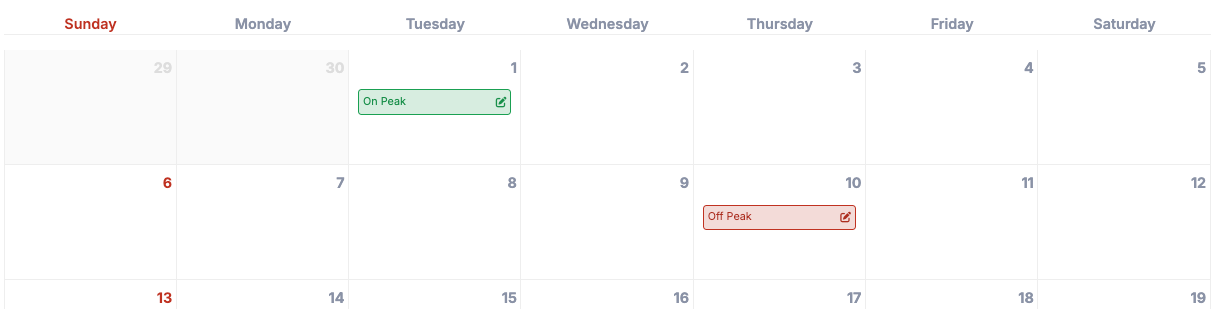 Sunday Monday Tuesday Wednesday Thursday Friday Saturday
29 30 1 2 3 4 5
On Peak
6 7 8 9 10 11 12
Off Peak
13 14 15 16 17 18 19